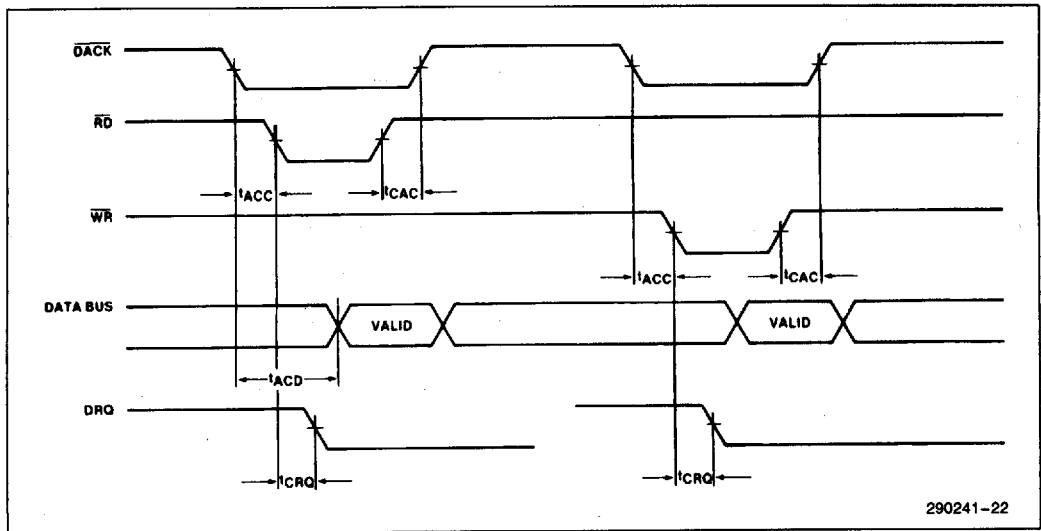 DACK
RD
tACC
tCAC
WR
tACC
tCAC
DATA BUS
VALID
VALID
tACD
DRQ
tCRQ
tCRQ
290241-22